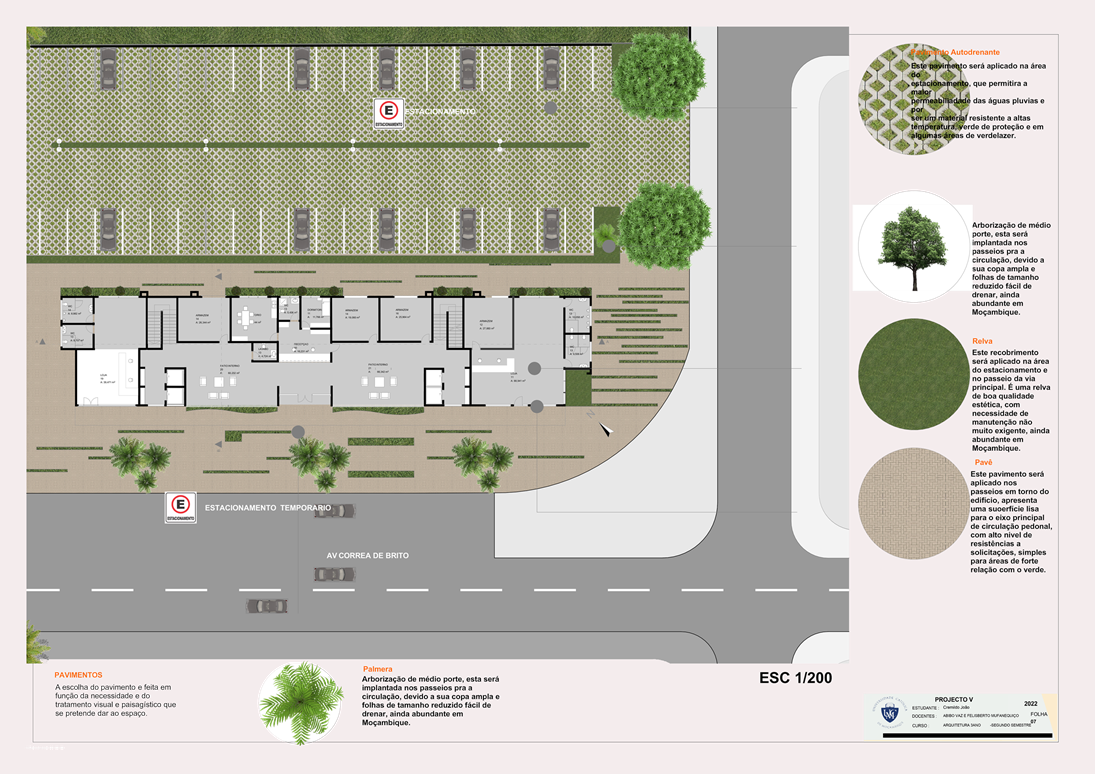 Autodrenante
Este pavimento será aplicado na área
do
estacionamento, que permitira a
maior
permeabilidade das águas pluvias e
por
ser um material resistente a altas
temperatura, verde de proteção e em
algumas áreas de verdelazer.
E
ESTACIONAMENTO
ESTACIONAMENTO
Arborização de médio
porte, esta será
implantada nos
passeios pra a
circulação, devido a
sua copa ampla e
folhas de tamanho
reduzido fácil de
drenar, ainda
abundante em
Moçambique.
Relva
Este recobrimento
será aplicado na área
do estacionamento e
no passeio da via
principal. É uma relva
de boa qualidade
estética, com
necessidade de
manutenção não
muito exigente, ainda
abundante em
Moçambique.
Pavê
Este pavimento será
aplicado nos
passeios em torno do
edifício, apresenta
uma suoerfície lisa
para o eixo principal
de circulação pedonal,
com alto nivel de
resistências a
solicitações, simples
para áreas de forte
relação com o verde.
E
ESTACIONAMENTO
ESTACIONAMENTO TEMPORARIO
AV CORREA DE BRITO
PAVIMENTOS
A escolha do pavimento e feita em
função da necessidade e do
tratamento visual e paisagístico que
se pretende dar ao espaço.
Palmera
Arborização de médio porte, esta será
implantada nos passeios pra a
circulação, devido a sua copa ampla e
folhas de tamanho reduzido fácil de
drenar, ainda abundante em
Moçambique.
ESC 1/200
PROJECTO V
2022
ESTUDANTE : Cremildo João
DOCENTES : ABIBO VAZ E FELISBERTO MUFANEQUIÇO
FOLHA
07
CURSO : ARQUITETURA 3ANO -SEGUNDO SEMESTRE